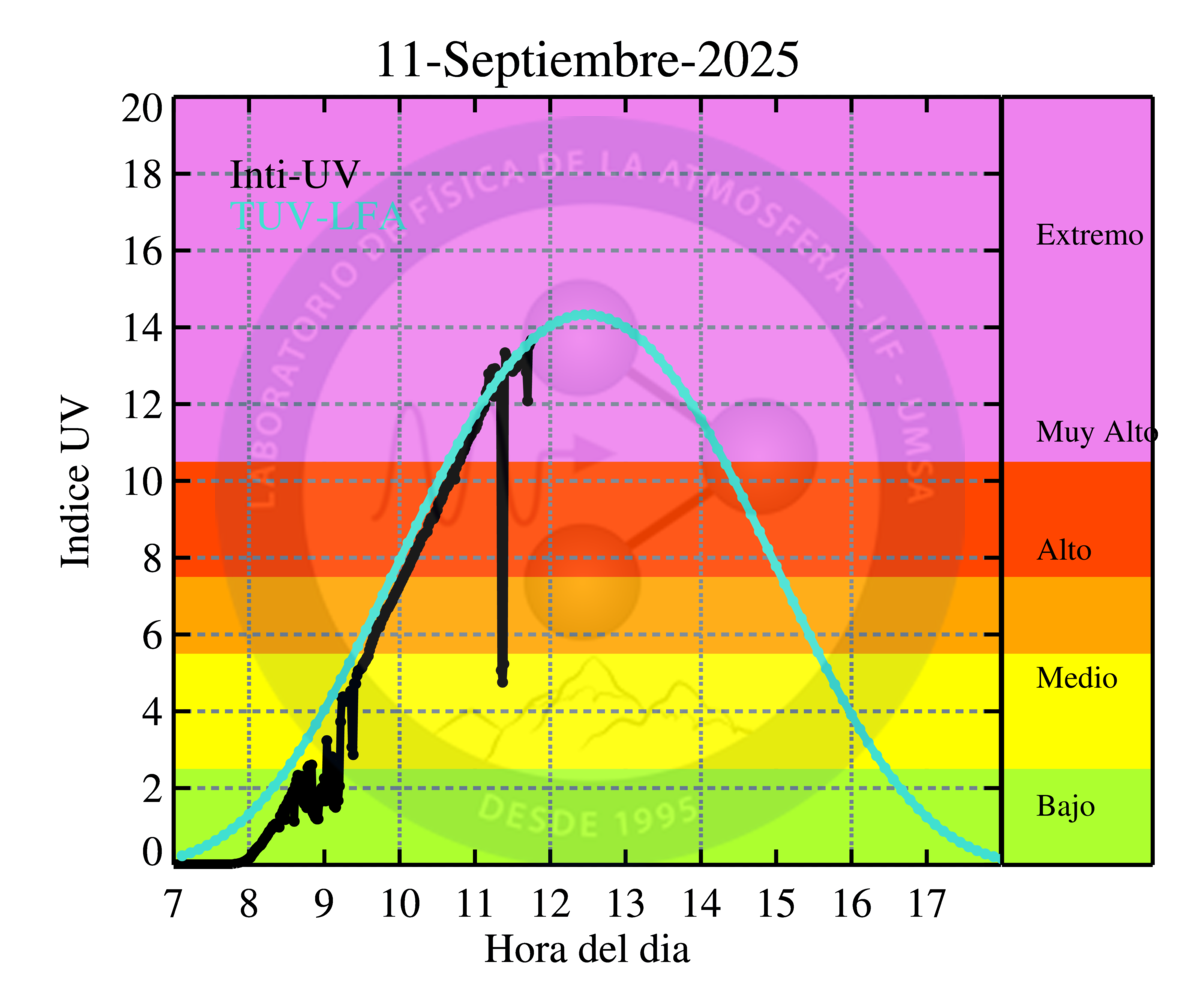 11-Septiembre-2025
Inti-UV
TUV-LFA
LABORATORIO DE FÍSICA DE LA ATMÓSFERA - IIF - UMSA
DESDE 1995
Indice UV
20
18
16
14
12
10
8
6
4
2
0
Extremo
Muy Alto
Alto
Medio
Bajo
7 8 9 10 11 12 13 14 15 16 17
Hora del dia